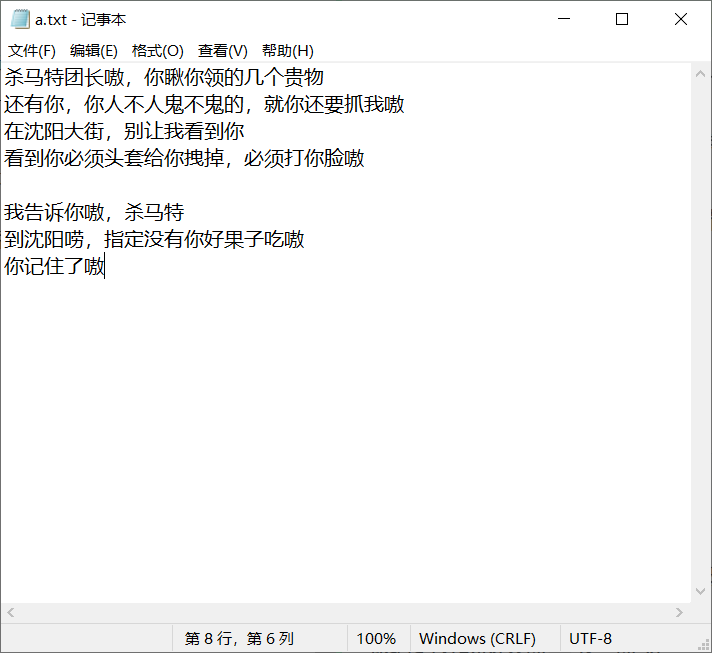 a.txt - 记事本
文件(F) 编辑(E) 格式(O) 查看(V) 帮助(H)
杀马特团长嗷，你瞅你领的几个贵物
还有你，你人不人鬼不鬼的，就你还要抓我嗷
在沈阳大街，别让我看到你
看到你必须头套给你拽掉，必须打你脸嗷
我告诉你嗷，杀马特
到沈阳唠，指定没有你好果子吃嗷
你记住了嗷
第 8 行，第 6 列 100% Windows (CRLF) UTF-8